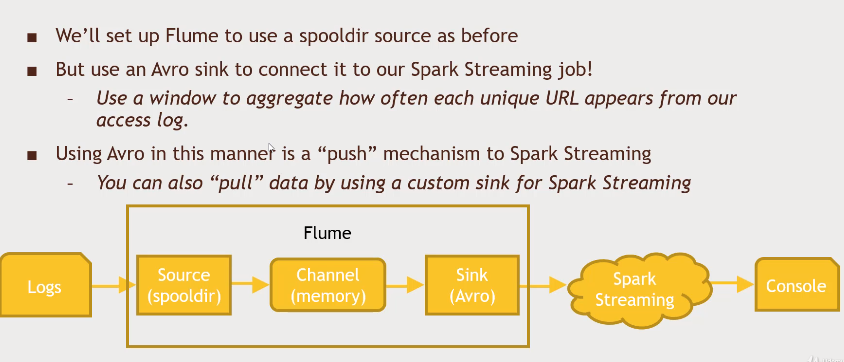 ■ We’ll set up Flume to use a spooldir source as before
■ But use an Avro sink to connect it to our Spark Streaming job!
– Use a window to aggregate how often each unique URL appears from our
access log.
■ Using Avro in this manner is a “push” mechanism to Spark Streaming
– You can also “pull” data by using a custom sink for Spark Streaming
Flume
Logs
Source
(spooldir)
Channel
(memory)
Sink
(Avro)
Spark
Streaming
Console